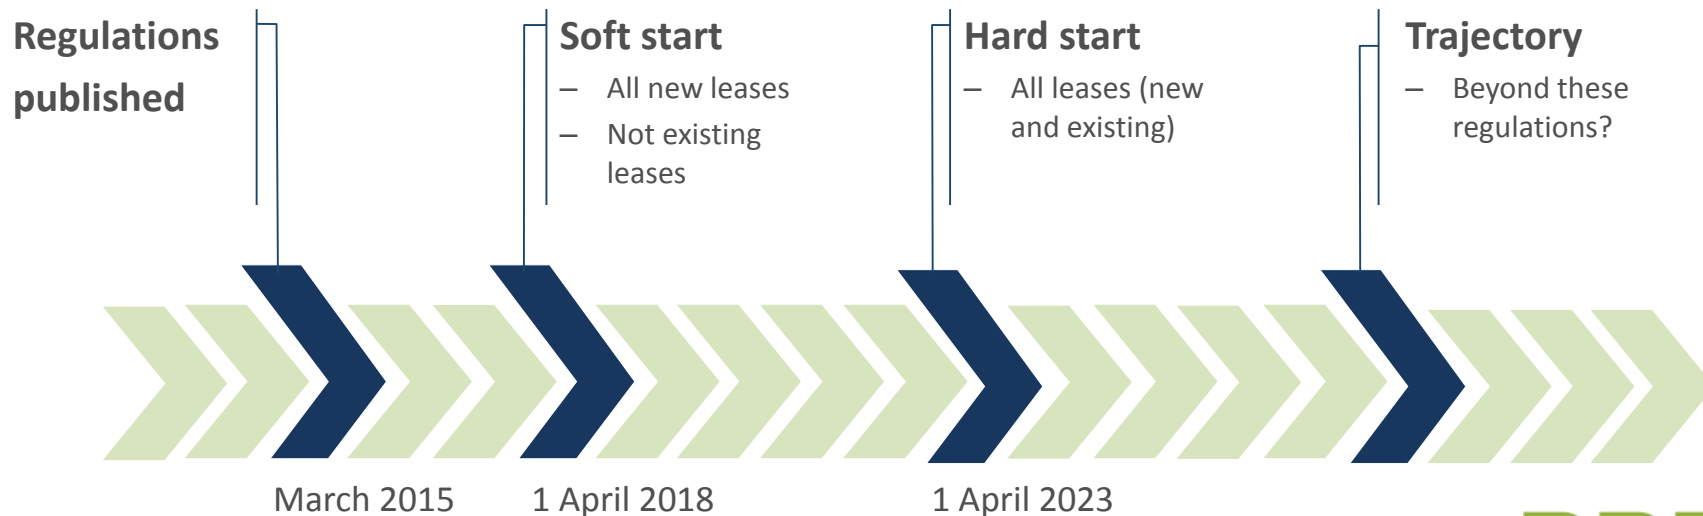 Regulations
published
Soft start
– All new leases
– Not existing
leases
Hard start
– All leases (new
and existing)
Trajectory
– Beyond these
regulations?
March 2015
1 April 2018
1 April 2023